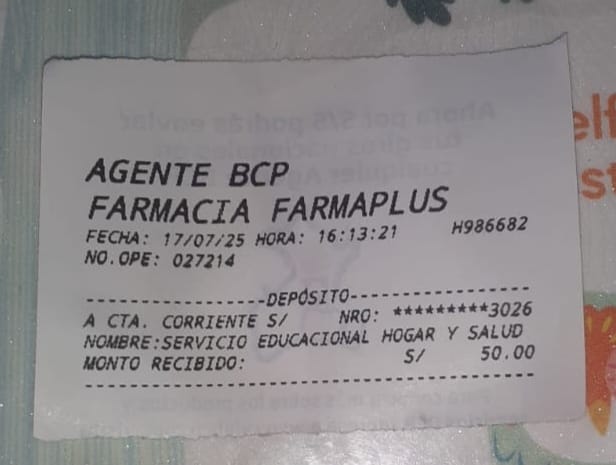 AGENTE BCP
FARMACIA FARMAPLUS
FECHA: 17/07/25 HORA: 16:13:21 H986682
NO.OPE: 027214
------------------DEPÓSITO------------------
A CTA. CORRIENTE S/ NRO: *********3026
NOMBRE:SERVICIO EDUCACIONAL HOGAR Y SALUD
MONTO RECIBIDO: S/ 50.00
--------------------------------------------